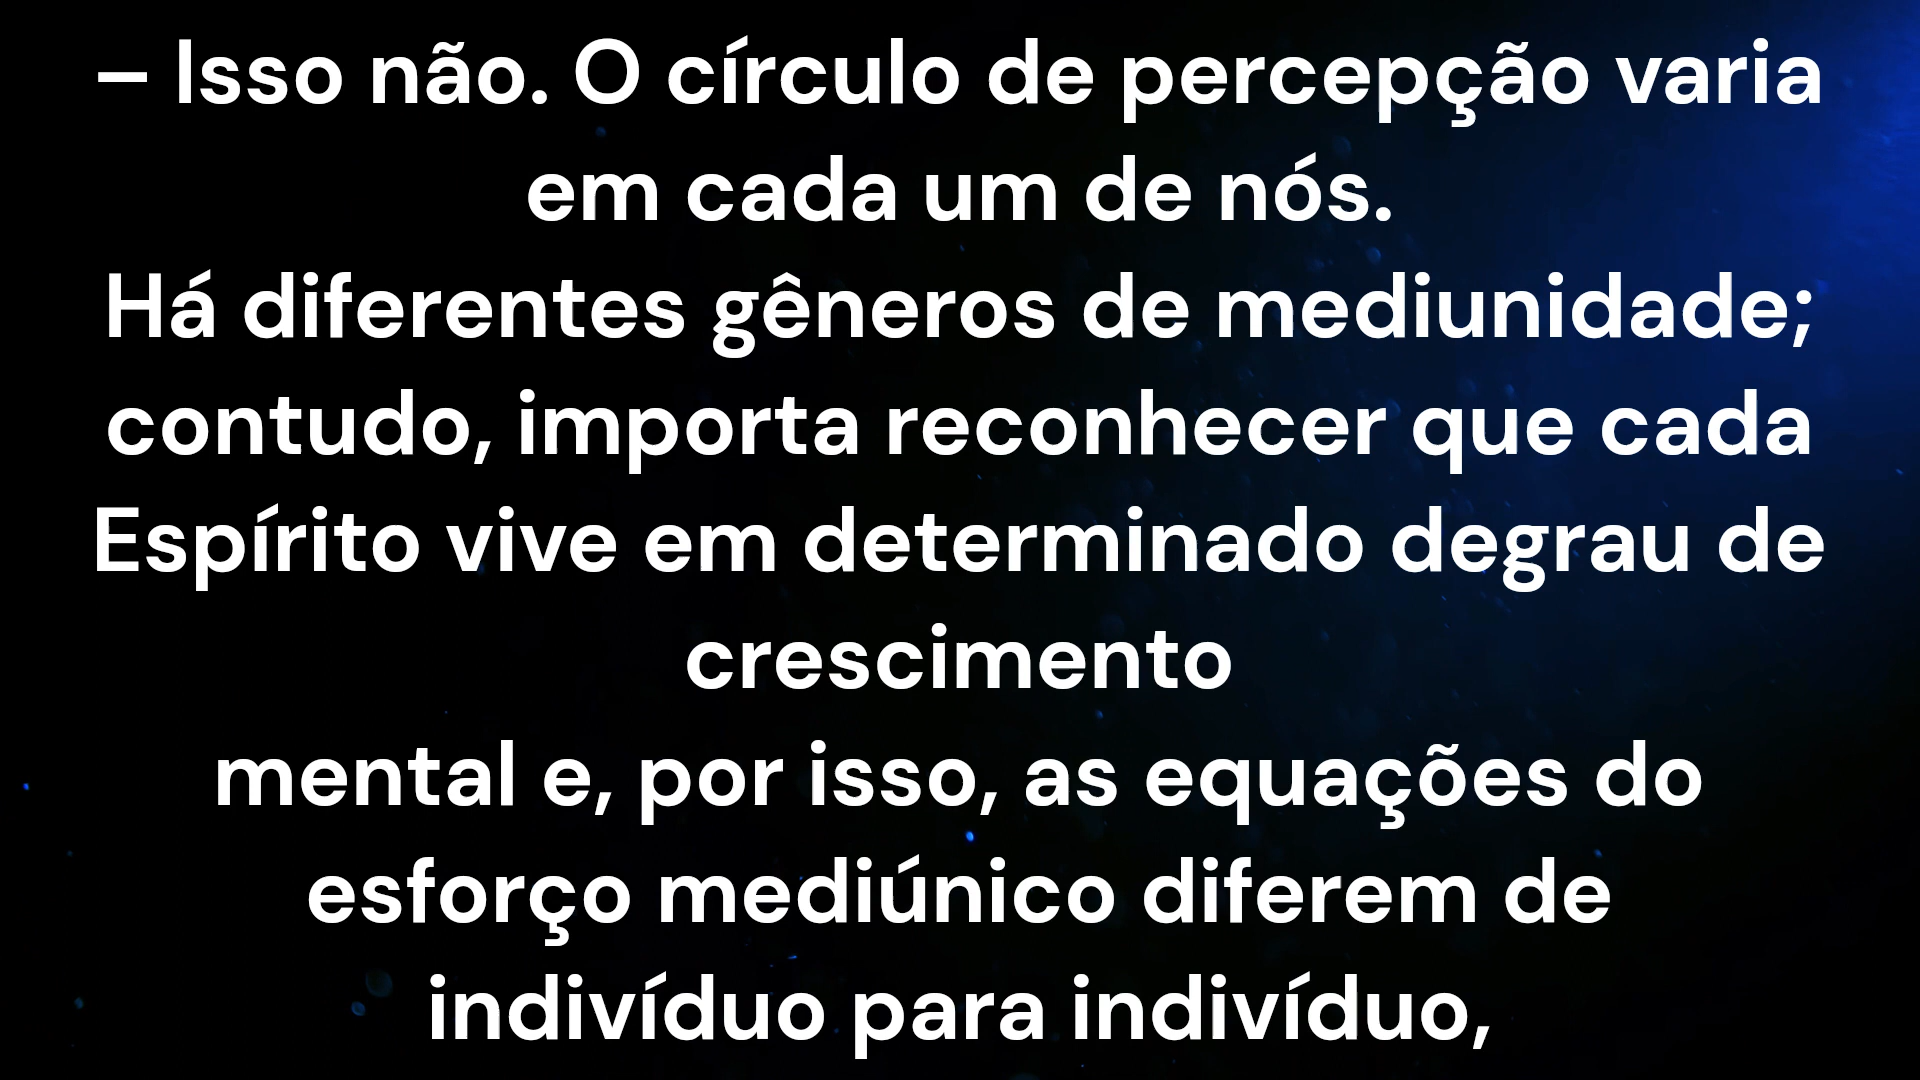 – Isso não. O círculo de percepção varia
em cada um de nós.
Há diferentes gêneros de mediunidade;
contudo, importa reconhecer que cada
Espírito vive em determinado degrau de
crescimento
mental e, por isso, as equações do
esforço mediúnico diferem de
indivíduo para indivíduo,